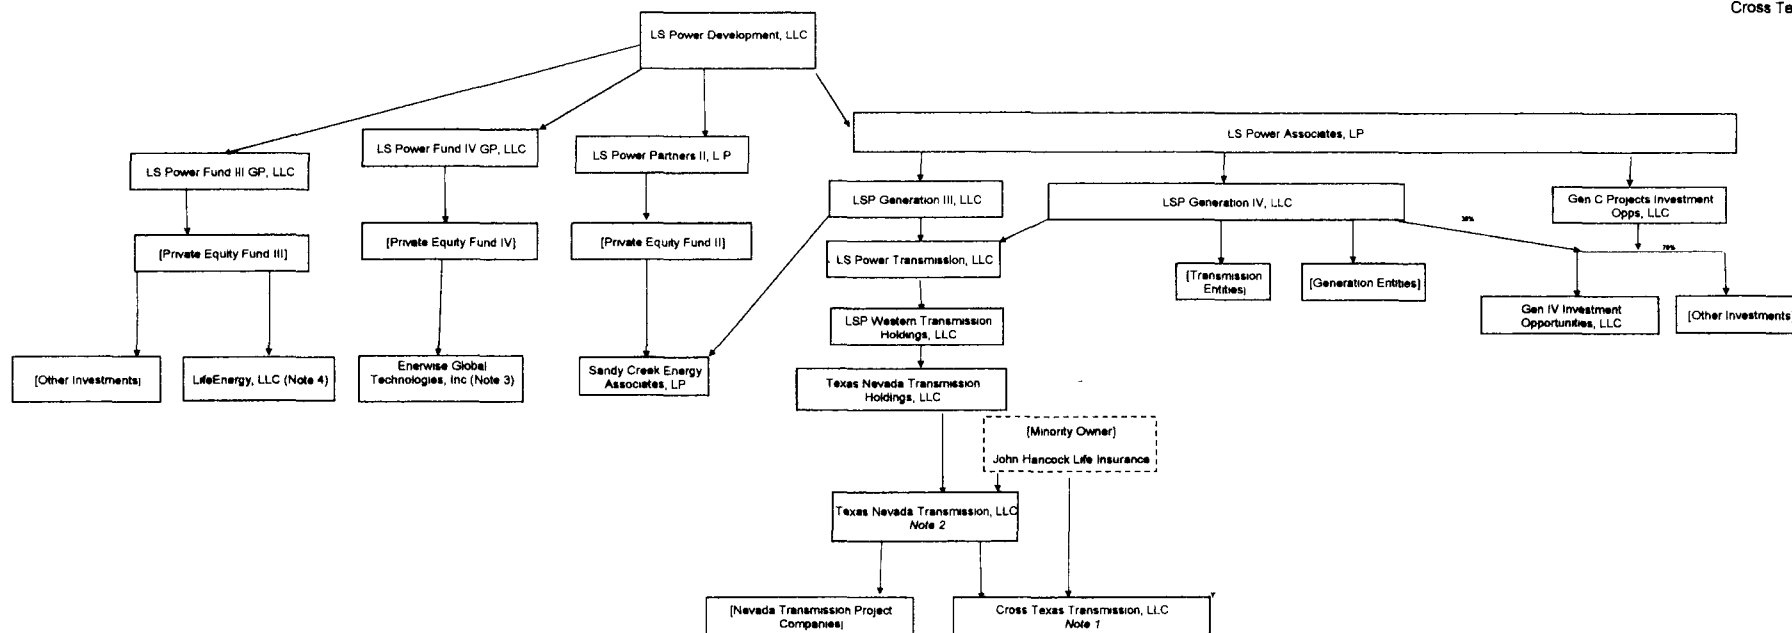 Cross Te
LS Power Development, LLC
LS Power Associates, LP
LS Power Fund IV GP, LLC
LS Power Partners II, L P
LS Power Fund III GP, LLC
LSP Generation III, LLC
LSP Generation IV, LLC
Gen C Projects Investment
Opps, LLC
30%
[Private Equity Fund III]
[Private Equity Fund IV]
[Private Equity Fund II]
70%
LS Power Transmission, LLC
[Transmission
Entities]
[Generation Entities]
Gen IV Investment
Opportunities, LLC
[Other Investments
LSP Western Transmission
Holdings, LLC
[Other Investments]
LifeEnergy, LLC (Note 4)
Enerwise Global
Technologies, Inc (Note 3)
Sandy Creek Energy
Associates, LP
Texas Nevada Transmission
Holdings, LLC
[Minority Owner]
John Hancock Life Insurance
Texas Nevada Transmission, LLC
Note 2
[Nevada Transmission Project
Companies]
Cross Texas Transmission, LLC
Note 1